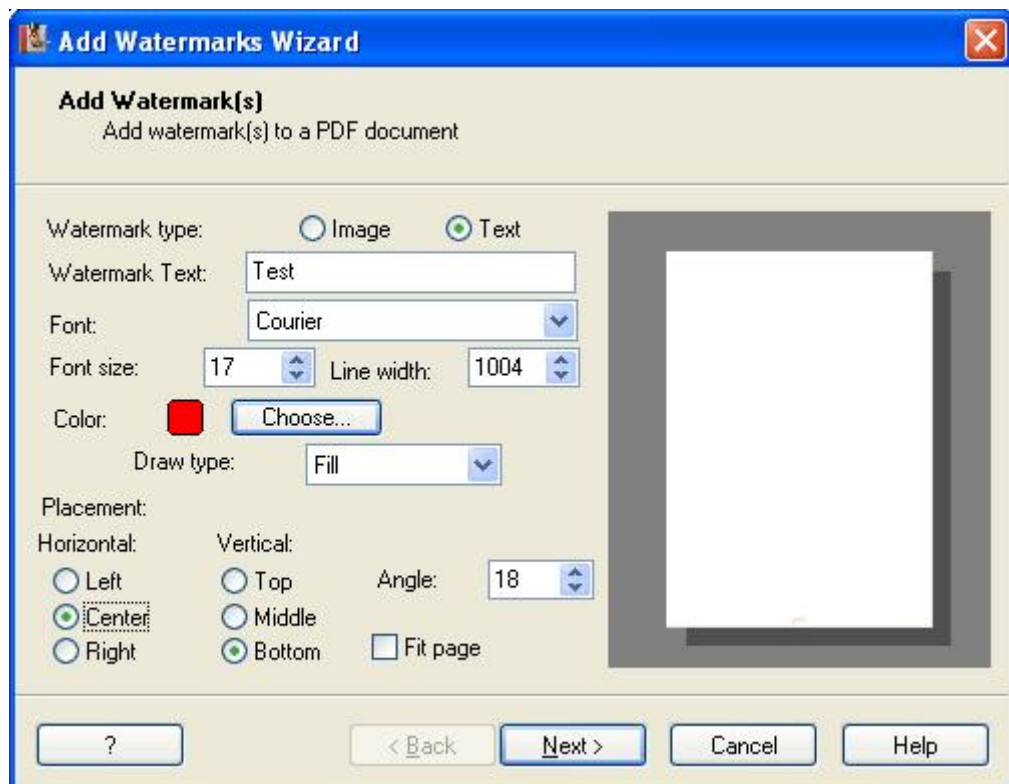 Add Watermarks Wizard
Add Watermark(s)
Add watermark(s) to a PDF document
Watermark type: Image Text
Watermark Text: Test
Font: Courier
Font size: 17 Line width: 1004
Color: Choose...
Draw type: Fill
Placement:
Horizontal: Vertical:
Left Top Angle: 18
Center Middle
Right Bottom Fit page
? < Back Next > Cancel Help